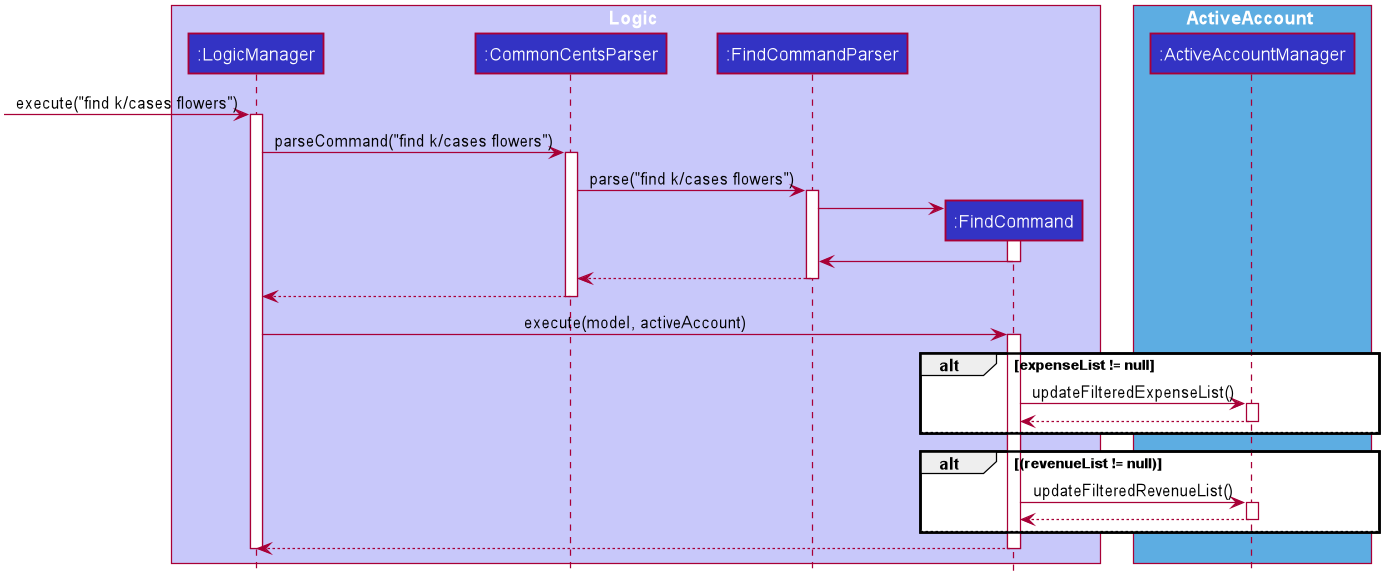 Logic
ActiveAccount
:LogicManager
:CommonCentsParser
:FindCommandParser
:ActiveAccountManager
execute("find k/cases flowers")
parseCommand("find k/cases flowers")
parse("find k/cases flowers")
:FindCommand
execute(model, activeAccount)
alt
[expenseList != null]
updateFilteredExpenseList()
alt
[(revenueList != null)]
updateFilteredRevenueList()